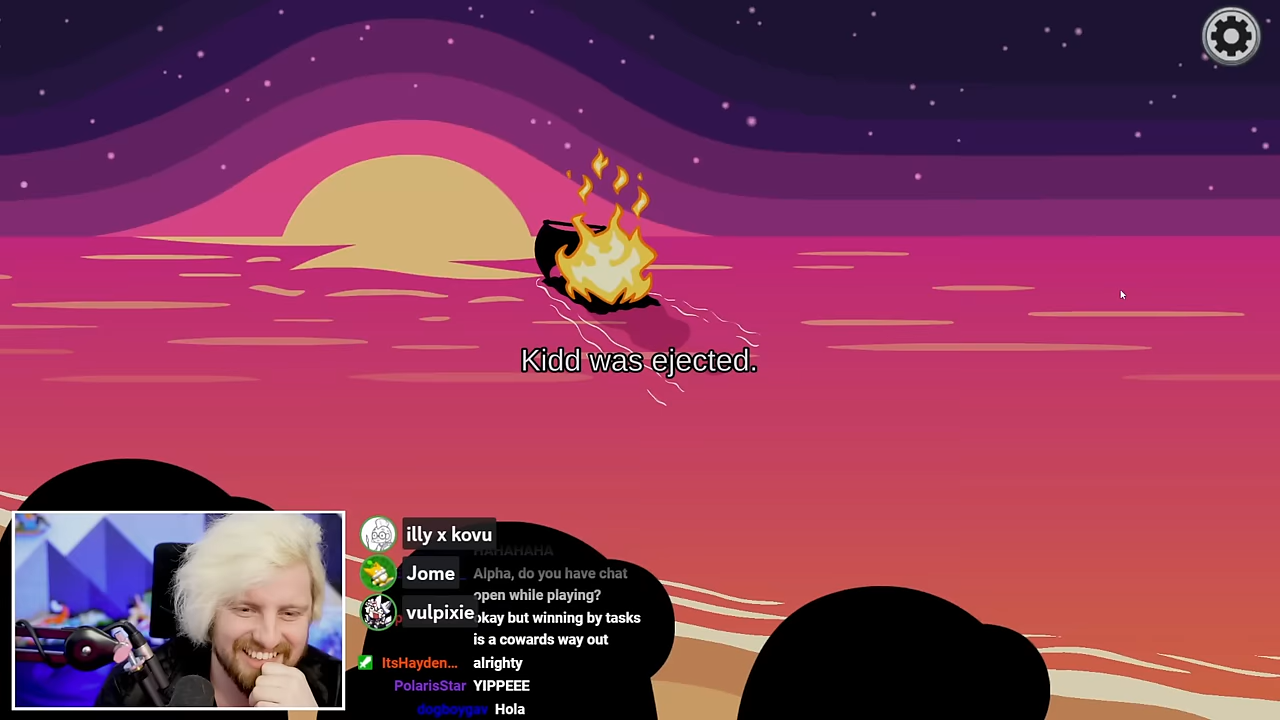 Kidd was ejected.
illy x kovu
HAHAHAHA
Jome
Alpha, do you have chat
open while playing?
vulpixie
okay but winning by tasks
is a cowards way out
ItsHayden... alrighty
PolarisStar YIPPEEE
dogboygav Hola